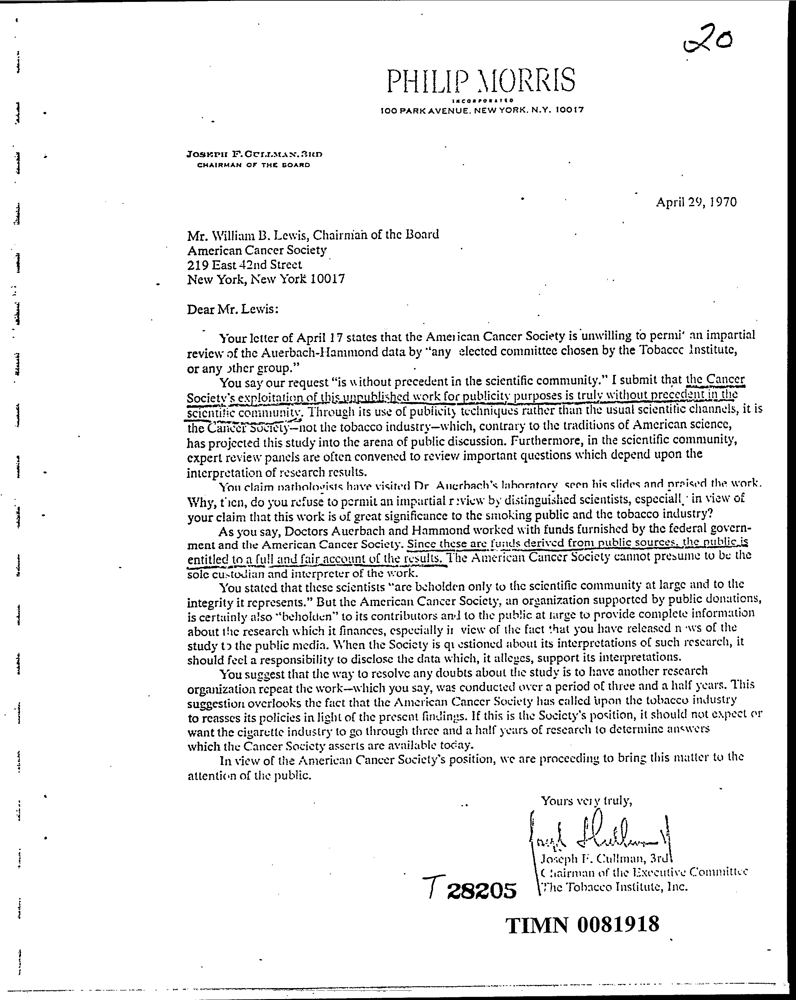 20
PHILIP MORRIS
INCORPORATED
100 PARK AVENUE, NEW YORK, N.Y. 10017
JOSEPH F. CULLMAN, 3RD
CHAIRMAN OF THE BOARD
April 29, 1970
Mr. William B. Lewis, Chairman of the Board
American Cancer Society
219 East 42nd Street
New York, New York 10017
Dear Mr. Lewis:
Your letter of April 17 states that the American Cancer Society is unwilling to permit an impartial
review of the Auerbach-Hammond data by "any elected committee chosen by the Tobacco Institute,
or any other group."
You say our request "is without precedent in the scientific community." I submit that the Cancer
Society's exploitation of this unpublished work for publicity purposes is truly without precedent in the
scientific community. Through its use of publicity techniques rather than the usual scientific channels, it is
the Cancer Society—not the tobacco industry—which, contrary to the traditions of American science,
has projected this study into the arena of public discussion. Furthermore, in the scientific community,
expert review panels are often convened to review important questions which depend upon the
interpretation of research results.
You claim pathologists have visited Dr. Auerbach's laboratory, seen his slides and praised the work.
Why, then, do you refuse to permit an impartial review by distinguished scientists, especially in view of
your claim that this work is of great significance to the smoking public and the tobacco industry?
As you say, Doctors Auerbach and Hammond worked with funds furnished by the federal govern-
ment and the American Cancer Society. Since these are funds derived from public sources, the public is
entitled to a full and fair account of the results. The American Cancer Society cannot presume to be the
sole custodian and interpreter of the work.
You stated that these scientists "are beholden only to the scientific community at large and to the
integrity it represents." But the American Cancer Society, an organization supported by public donations,
is certainly also "beholden" to its contributors and to the public at large to provide complete information
about the research which it finances, especially in view of the fact that you have released news of the
study to the public media. When the Society is questioned about its interpretations of such research, it
should feel a responsibility to disclose the data which, it alleges, support its interpretations.
You suggest that the way to resolve any doubts about the study is to have another research
organization repeat the work—which you say, was conducted over a period of three and a half years. This
suggestion overlooks the fact that the American Cancer Society has called upon the tobacco industry
to reasses its policies in light of the present findings. If this is the Society's position, it should not expect or
want the cigarette industry to go through three and a half years of research to determine answers
which the Cancer Society asserts are available today.
In view of the American Cancer Society's position, we are proceeding to bring this matter to the
attention of the public.
Yours very truly,
Joseph F. Cullman, 3rd
Chairman of the Executive Committee
The Tobacco Institute, Inc.
T 28205
TIMN 0081918